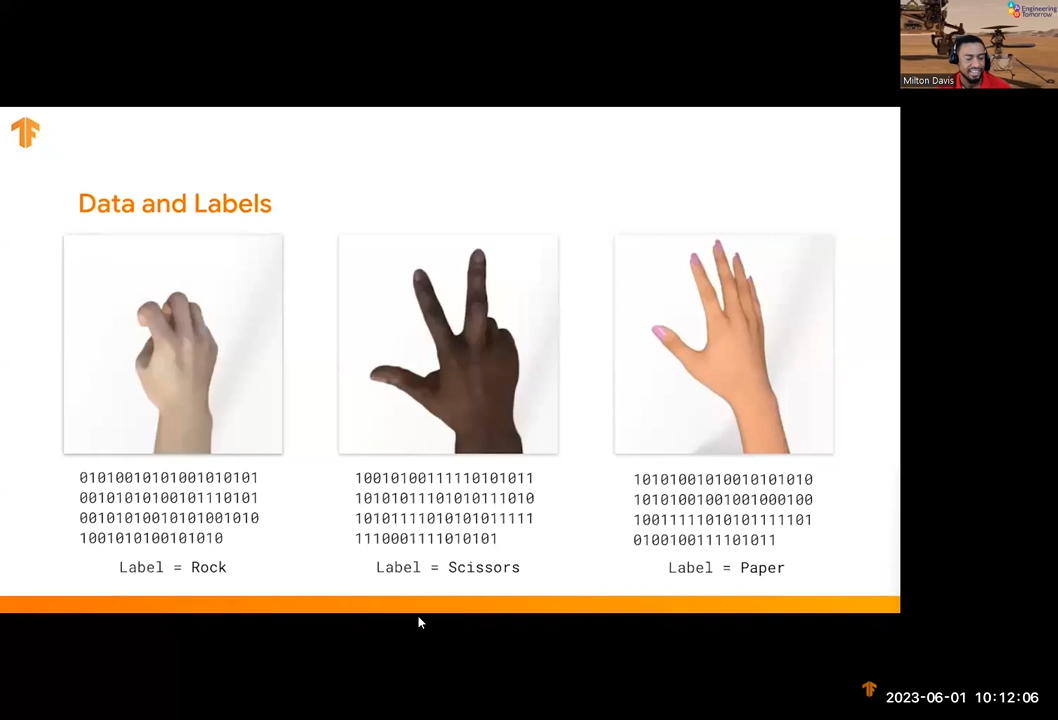 Engineering
Tomorrow
Milton Davis
Data and Labels
01010010101001010101
00101010100101110101
00101010010101001010
1001010100101010
Label = Rock
10010100111110101011
10101011101010111010
10101111010101011111
1110001111010101
Label = Scissors
10101001010010101010
10101001001001000100
10011111010101111101
0100100111101011
Label = Paper
2023-06-01 10:12:06